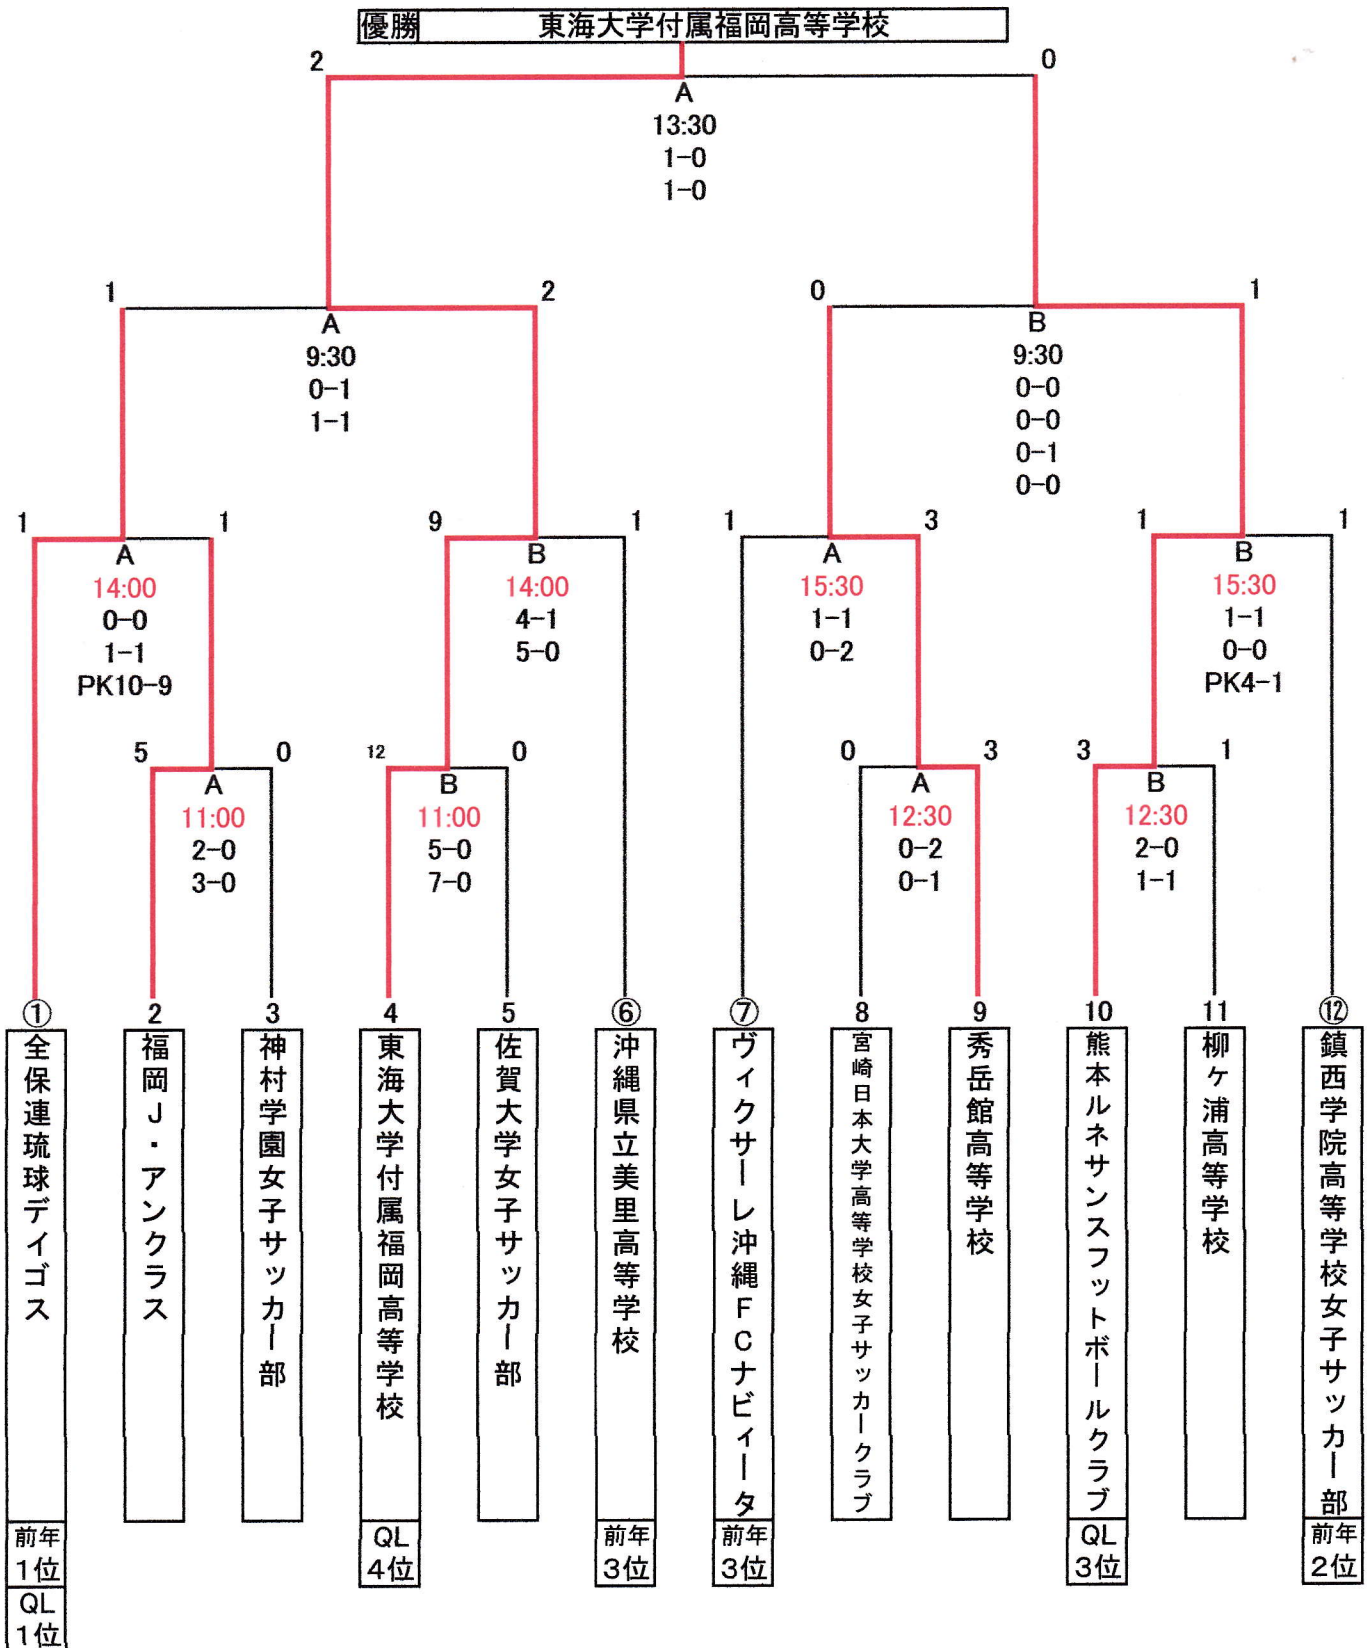 優勝 東海大学付属福岡高等学校
2 0
A
13:30
1-0
1-0
1 2 0 1
A
9:30
0-1
1-1
B
9:30
0-0
0-0
0-1
0-0
1 1 9 1 1 3 1 1
A
14:00
0-0
1-1
PK10-9
B
14:00
4-1
5-0
A
15:30
1-1
0-2
B
15:30
1-1
0-0
PK4-1
5 0 12 0 0 3 3 1
A
11:00
2-0
3-0
B
11:00
5-0
7-0
A
12:30
0-2
0-1
B
12:30
2-0
1-1
① 2 3 4 5 ⑥ ⑦ 8 9 10 11 ⑫
全保連琉球デイゴス
福岡J・アンクラス
神村学園女子サッカー部
東海大学付属福岡高等学校
佐賀大学女子サッカー部
沖縄県立美里高等学校
ヴィクサーレ沖縄FCナビィータ
宮崎日本大学高等学校女子サッカークラブ
秀岳館高等学校
熊本ルネサンスフットボールクラブ
柳ヶ浦高等学校
鎮西学院高等学校女子サッカー部
前年
1位
QL
1位
QL
4位
前年
3位
前年
3位
QL
3位
前年
2位